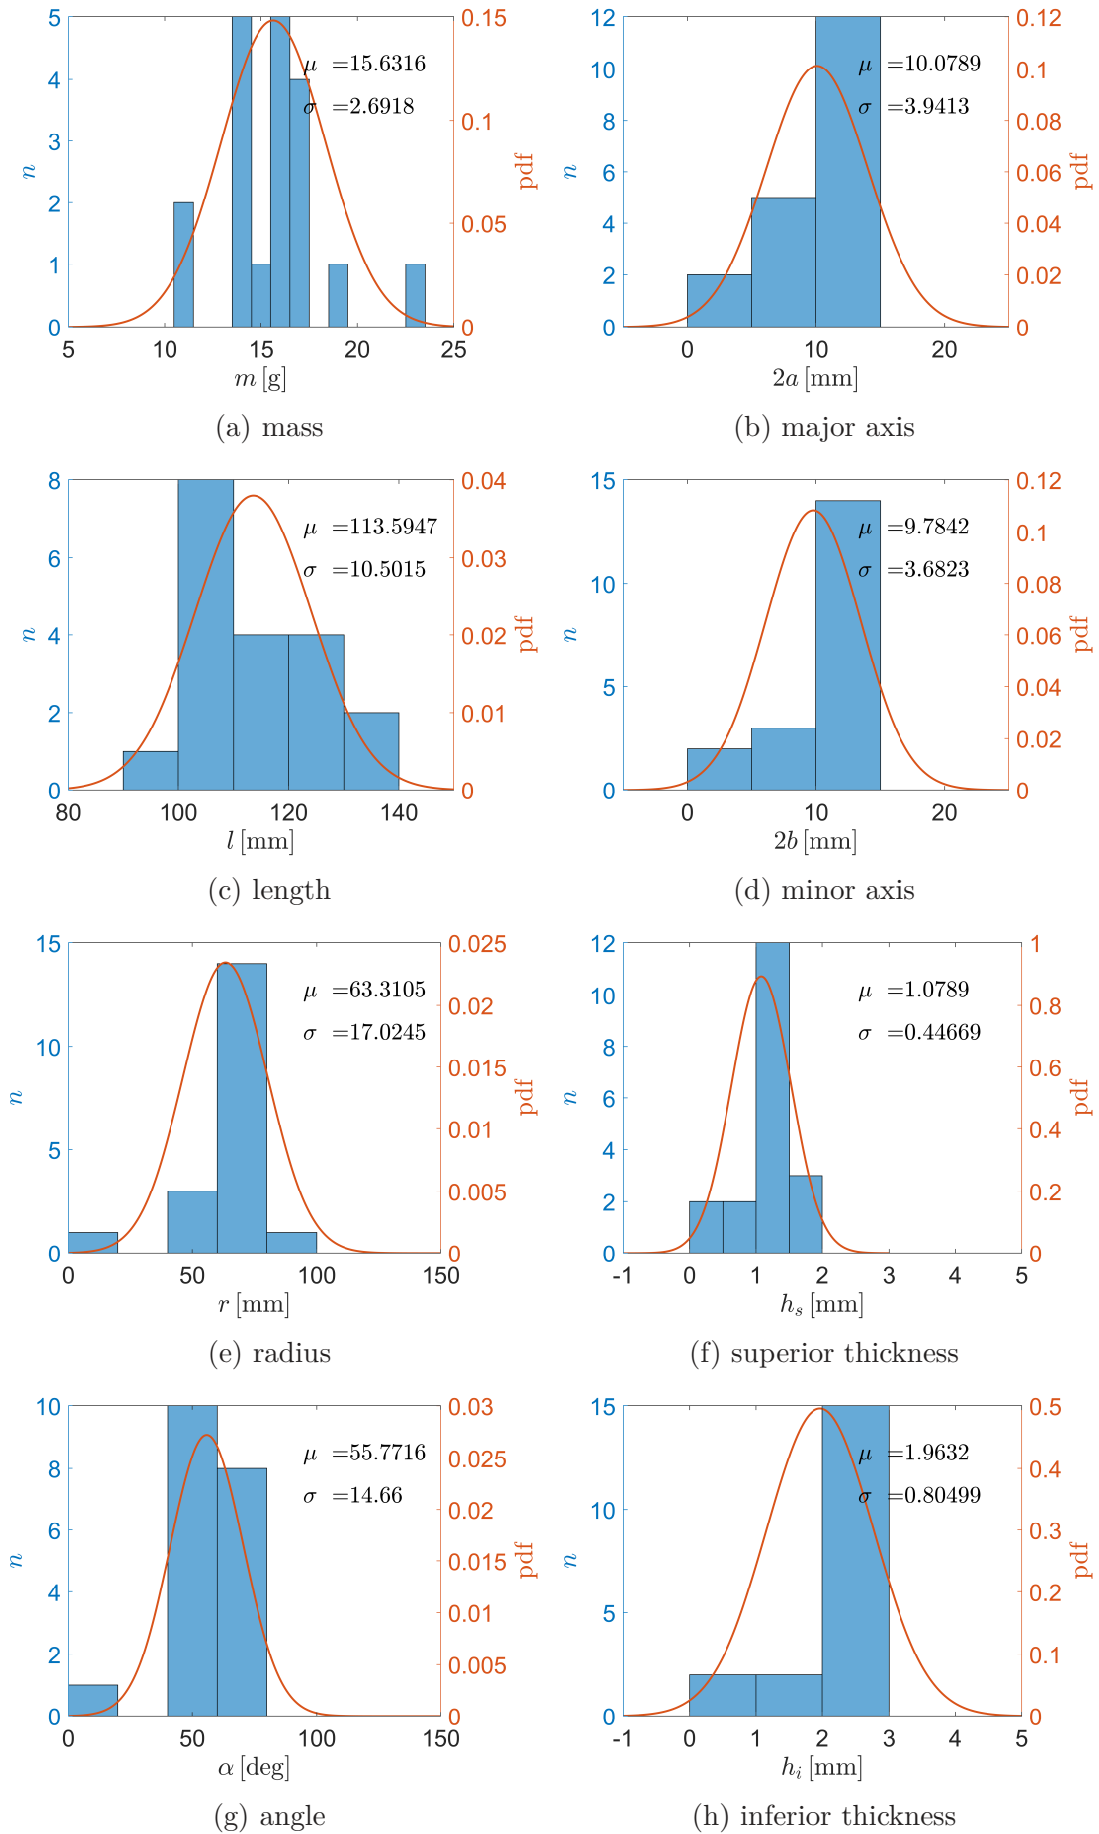 5
4
3
2
1
0
n
0.15
0.1
0.05
0
pdf
μ =15.6316
σ =2.6918
5 10 15 20 25
m [g]
(a) mass
12
10
8
6
4
2
0
n
0.12
0.1
0.08
0.06
0.04
0.02
0
pdf
μ =10.0789
σ =3.9413
0 10 20
2a [mm]
(b) major axis
8
6
4
2
0
n
0.04
0.03
0.02
0.01
0
pdf
μ =113.5947
σ =10.5015
80 100 120 140
l [mm]
(c) length
15
10
5
0
n
0.12
0.1
0.08
0.06
0.04
0.02
0
pdf
μ =9.7842
σ =3.6823
0 10 20
2b [mm]
(d) minor axis
15
10
5
0
n
0.025
0.02
0.015
0.01
0.005
0
pdf
μ =63.3105
σ =17.0245
0 50 100 150
r [mm]
(e) radius
12
10
8
6
4
2
0
n
1
0.8
0.6
0.4
0.2
0
pdf
μ =1.0789
σ =0.44669
-1 0 1 2 3 4 5
hₛ [mm]
(f) superior thickness
10
8
6
4
2
0
n
0.03
0.025
0.02
0.015
0.01
0.005
0
pdf
μ =55.7716
σ =14.66
0 50 100 150
α [deg]
(g) angle
15
10
5
0
n
0.5
0.4
0.3
0.2
0.1
0
pdf
μ =1.9632
σ =0.80499
-1 0 1 2 3 4 5
hᵢ [mm]
(h) inferior thickness